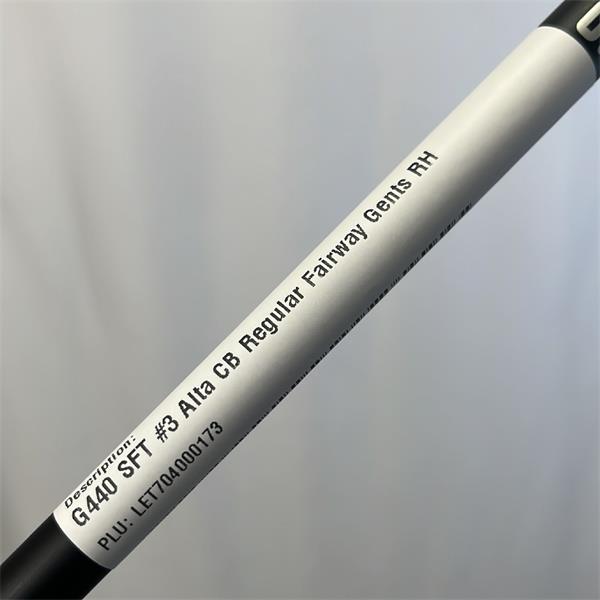 Description:
G440 SFT #3 Alta CB Regular Fairway Gents RH
PLU: LET704000173